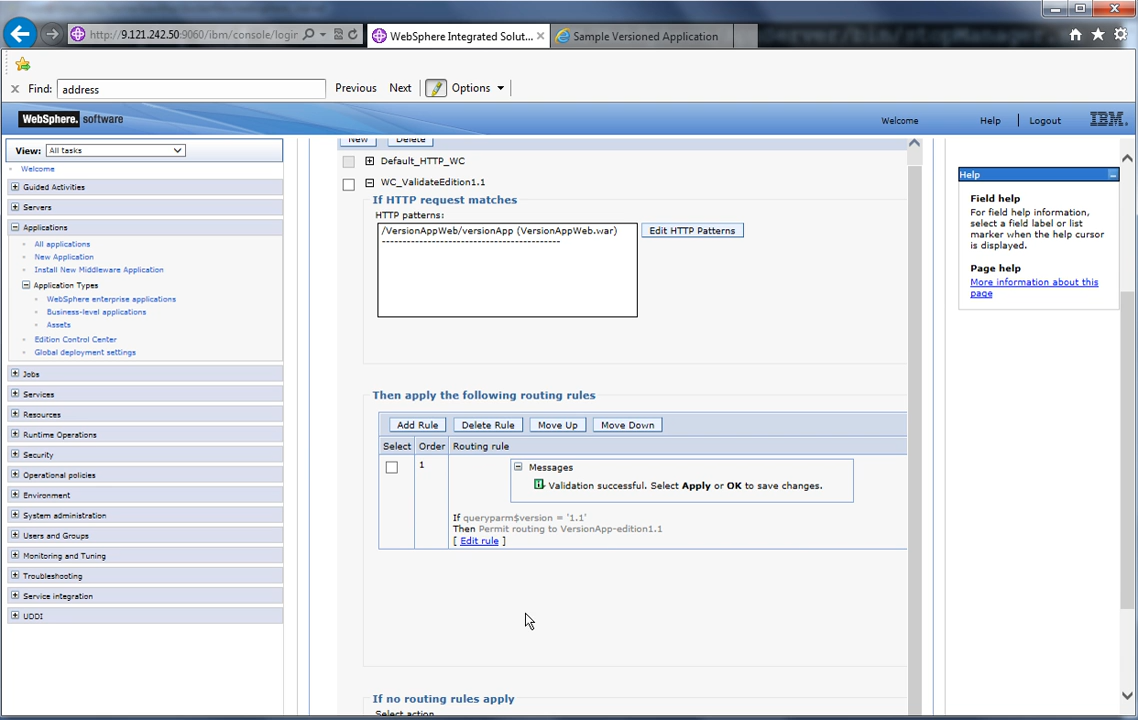 http://9.121.242.50:9060/ibm/console/logir
WebSphere Integrated Solut...
Sample Versioned Application
Find: address
Previous Next Options
WebSphere. software
Welcome Help Logout IBM.
View: All tasks
Welcome
Guided Activities
Servers
Applications
All applications
New Application
Install New Middleware Application
Application Types
WebSphere enterprise applications
Business-level applications
Assets
Edition Control Center
Global deployment settings
Jobs
Services
Resources
Runtime Operations
Security
Operational policies
Environment
System administration
Users and Groups
Monitoring and Tuning
Troubleshooting
Service integration
UDDI
New Delete
Default_HTTP_WC
WC_ValidateEdition1.1
If HTTP request matches
HTTP patterns:
/VersionAppWeb/versionApp (VersionAppWeb.war)
-------------------------------------------
Edit HTTP Patterns
Then apply the following routing rules
Add Rule Delete Rule Move Up Move Down
Select Order Routing rule
1
Messages
Validation successful. Select Apply or OK to save changes.
If queryparm$version = '1.1'
Then Permit routing to VersionApp-edition1.1
[ Edit rule ]
If no routing rules apply
Select action
Help
Field help
For field help information,
select a field label or list
marker when the help cursor
is displayed.
Page help
More information about this
page